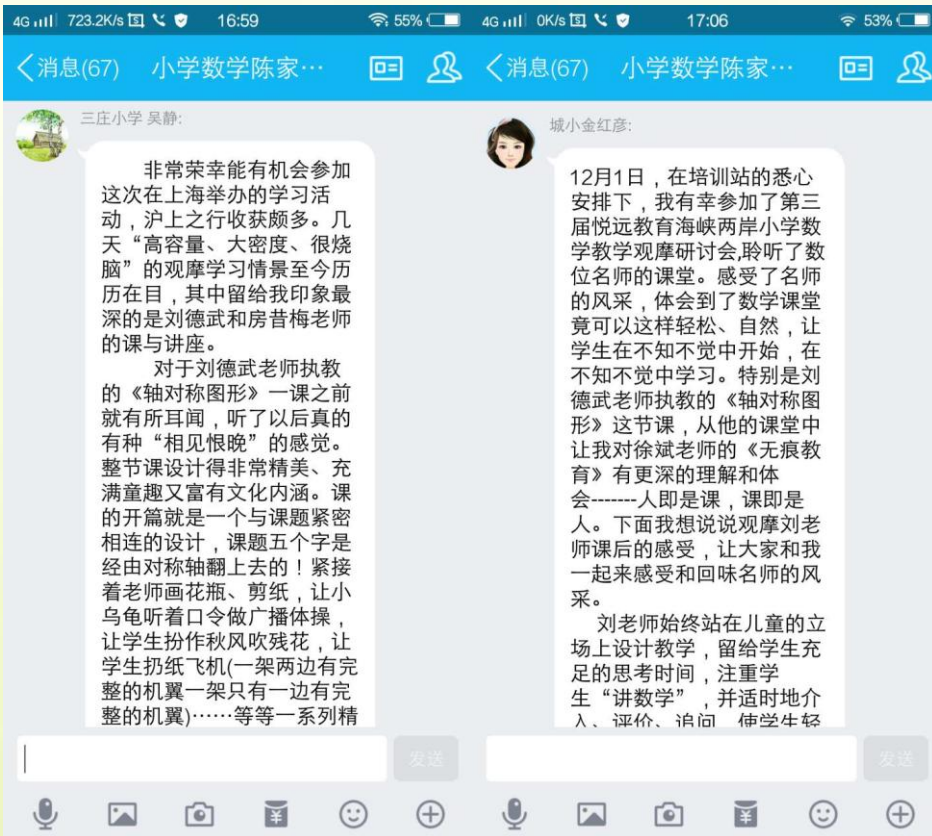 4G 723.2K/s 16:59 55%
消息(67) 小学数学陈家…
三庄小学 吴静:
非常荣幸能有机会参加
这次在上海举办的学习活
动，沪上之行收获颇多。几
天“高容量、大密度、很烧
脑”的观摩学习情景至今历
历在目，其中留给我印象最
深的是刘德武和房昔梅老师
的课与讲座。
对于刘德武老师执教
的《轴对称图形》一课之前
就有所耳闻，听了以后真的
有种“相见恨晚”的感觉。
整节课设计得非常精美、充
满童趣又富有文化内涵。课
的开篇就是一个与课题紧密
相连的设计，课题五个字是
经由对称轴翻上去的！紧接
着老师画花瓶、剪纸，让小
乌龟听着口令做广播体操，
让学生扮作秋风吹残花，让
学生扔纸飞机(一架两边有完
整的机翼一架只有一边有完
整的机翼)……等等一系列精
发送
4G 0K/s 17:06 53%
消息(67) 小学数学陈家…
城小金红彦:
12月1日，在培训站的悉心
安排下，我有幸参加了第三
届悦远教育海峡两岸小学数
学教学观摩研讨会,聆听了数
位名师的课堂。感受了名师
的风采，体会到了数学课堂
竟可以这样轻松、自然，让
学生在不知不觉中开始，在
不知不觉中学习。特别是刘
德武老师执教的《轴对称图
形》这节课，从他的课堂中
让我对徐斌老师的《无痕教
育》有更深的理解和体
会-------人即是课，课即是
人。下面我想说说观摩刘老
师课后的感受，让大家和我
一起来感受和回味名师的风
采。
刘老师始终站在儿童的立
场上设计教学，留给学生充
足的思考时间，注重学
生“讲数学”，并适时地介
入、评价、追问，使学生轻
发送